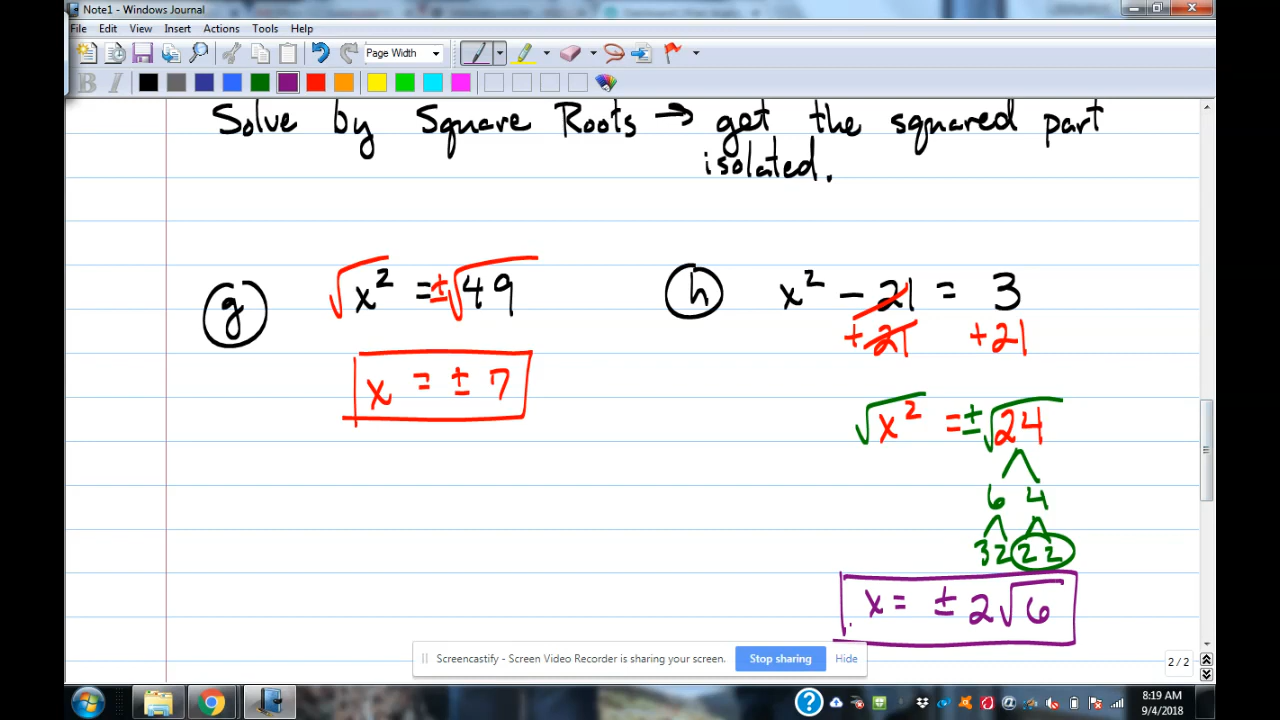 Note1 - Windows Journal
File Edit View Insert Actions Tools Help
Page Width
B I
Solve by Square Roots → get the squared part
isolated.
g √x² = ±√49
x = ± 7
h x² - 21 = 3
+21 +21
√x² = ±√24
6 4
3 2 2 2
x = ± 2√6
Screencastify - Screen Video Recorder is sharing your screen. Stop sharing Hide
2 / 2
8:19 AM
9/4/2018